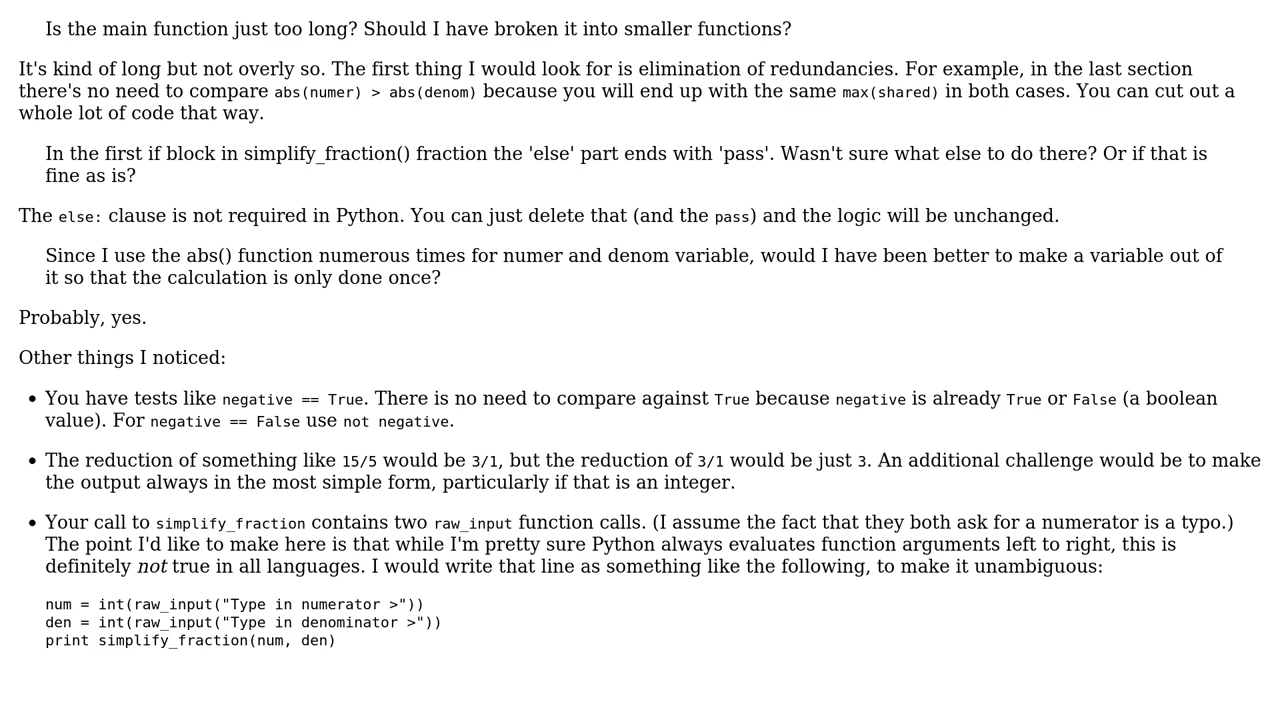 Is the main function just too long? Should I have broken it into smaller functions?
It's kind of long but not overly so. The first thing I would look for is elimination of redundancies. For example, in the last section
there's no need to compare abs(numer) > abs(denom) because you will end up with the same max(shared) in both cases. You can cut out a
whole lot of code that way.
In the first if block in simplify_fraction() fraction the 'else' part ends with 'pass'. Wasn't sure what else to do there? Or if that is
fine as is?
The else: clause is not required in Python. You can just delete that (and the pass) and the logic will be unchanged.
Since I use the abs() function numerous times for numer and denom variable, would I have been better to make a variable out of
it so that the calculation is only done once?
Probably, yes.
Other things I noticed:
• You have tests like negative == True. There is no need to compare against True because negative is already True or False (a boolean
value). For negative == False use not negative.
• The reduction of something like 15/5 would be 3/1, but the reduction of 3/1 would be just 3. An additional challenge would be to make
the output always in the most simple form, particularly if that is an integer.
• Your call to simplify_fraction contains two raw_input function calls. (I assume the fact that they both ask for a numerator is a typo.)
The point I'd like to make here is that while I'm pretty sure Python always evaluates function arguments left to right, this is
definitely not true in all languages. I would write that line as something like the following, to make it unambiguous:
num = int(raw_input("Type in numerator >"))
den = int(raw_input("Type in denominator >"))
print simplify_fraction(num, den)